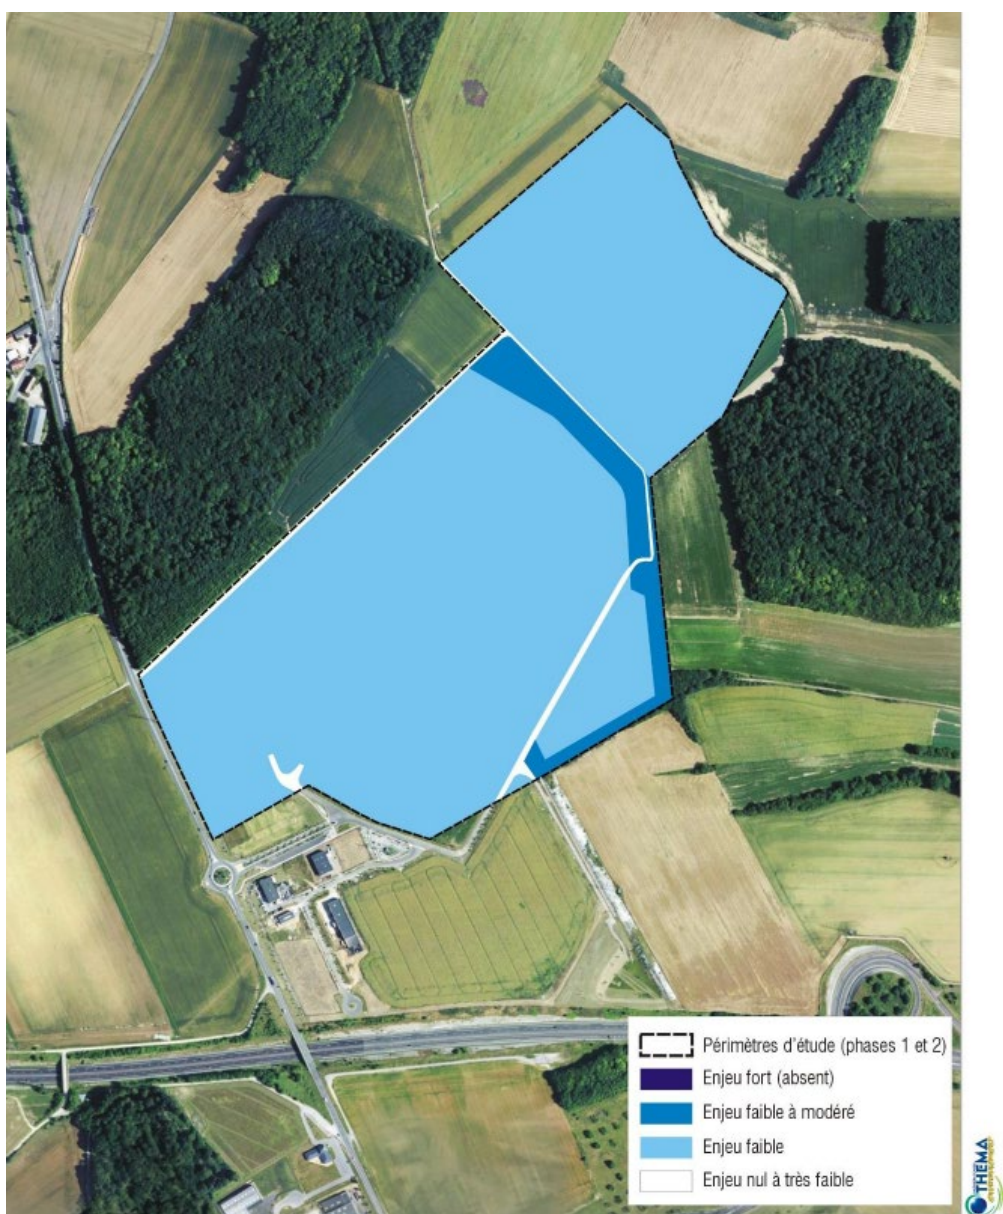 Périmètres d'étude (phases 1 et 2)
Enjeu fort (absent)
Enjeu faible à modéré
Enjeu faible
Enjeu nul à très faible
THEMA